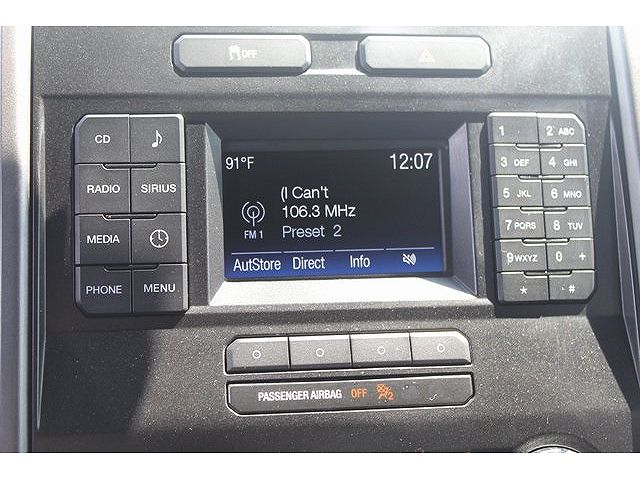 OFF
CD
RADIO SIRIUS
MEDIA
PHONE MENU
91°F 12:07
(I Can't
106.3 MHz
FM 1 Preset 2
AutoStore Direct Info
1 2 ABC
3 DEF 4 GHI
5 JKL 6 MNO
7 PQRS 8 TUV
9 WXYZ 0 +
* #
PASSENGER AIRBAG OFF 2